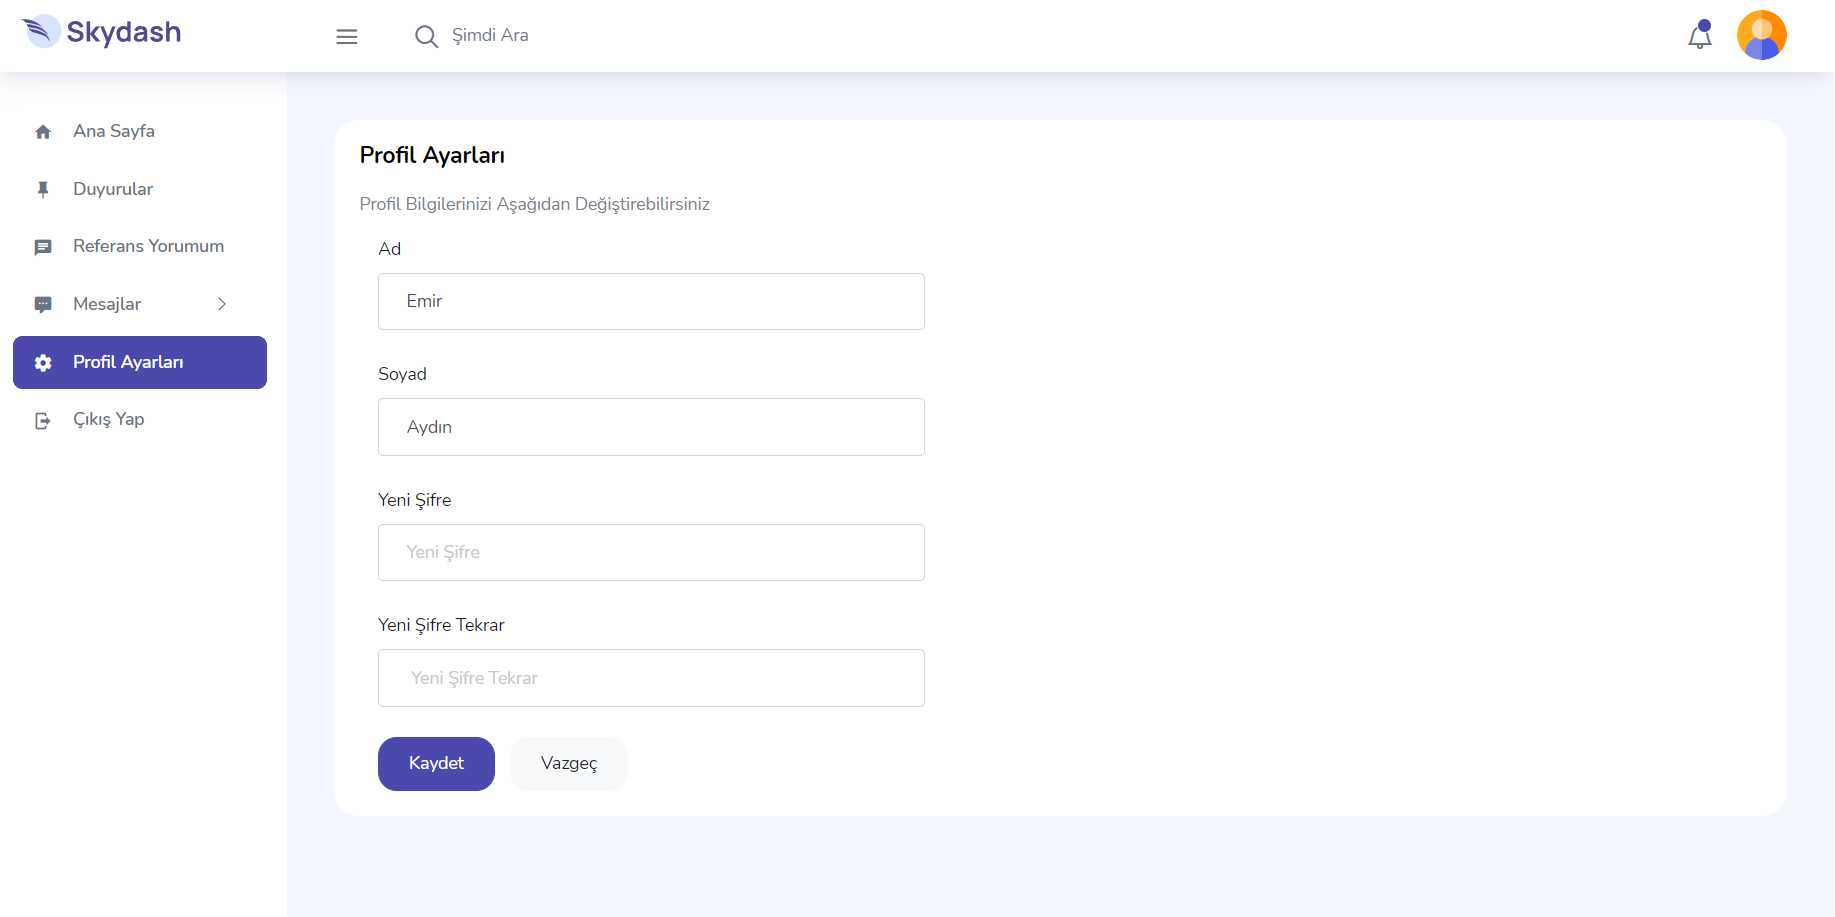 Skydash
Şimdi Ara
Ana Sayfa
Duyurular
Referans Yorumum
Mesajlar
Profil Ayarları
Çıkış Yap
Profil Ayarları
Profil Bilgilerinizi Aşağıdan Değiştirebilirsiniz
Ad
Emir
Soyad
Aydın
Yeni Şifre
Yeni Şifre
Yeni Şifre Tekrar
Yeni Şifre Tekrar
Kaydet
Vazgeç